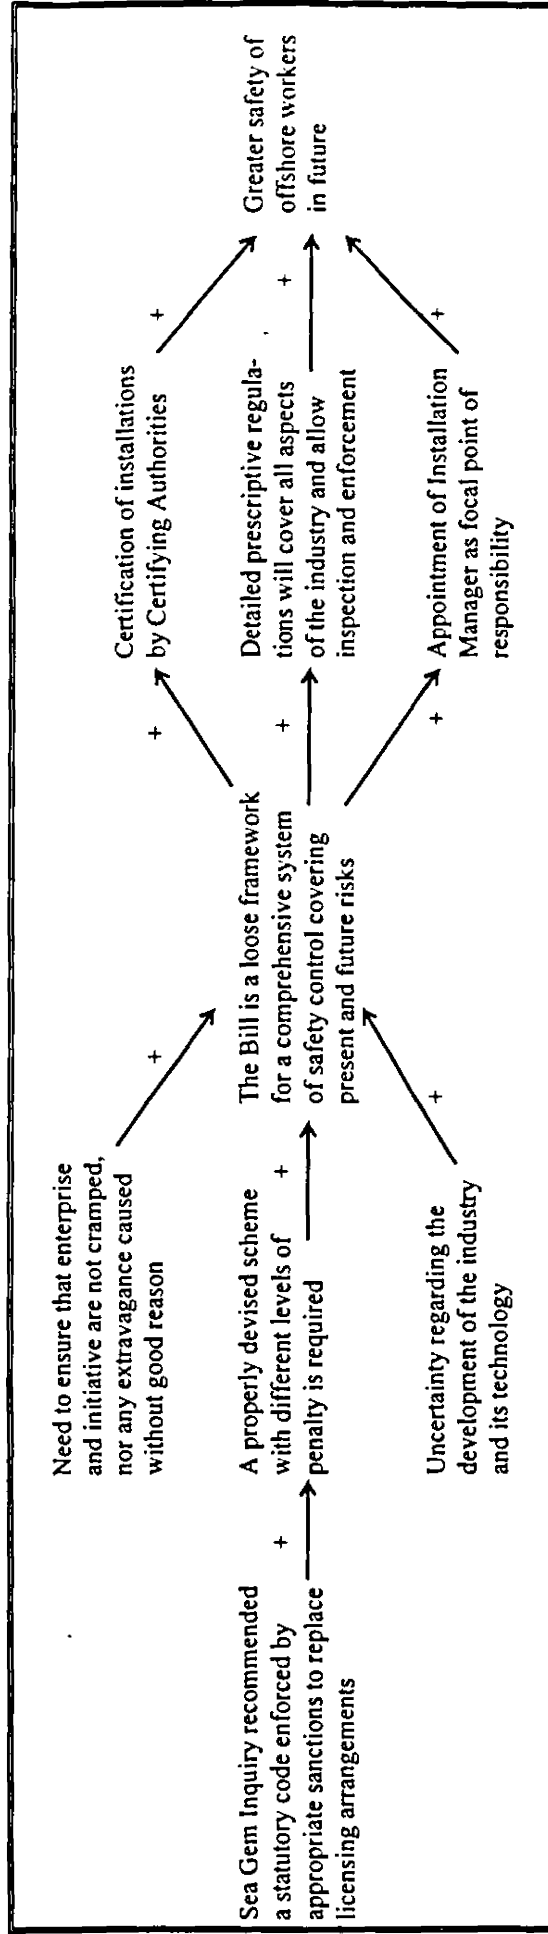 Sea Gem Inquiry recommended
a statutory code enforced by
appropriate sanctions to replace
licensing arrangements
+
Need to ensure that enterprise
and initiative are not cramped,
nor any extravagance caused
without good reason
+
A properly devised scheme
with different levels of
penalty is required
+
Uncertainty regarding the
development of the industry
and its technology
+
The Bill is a loose framework
for a comprehensive system
of safety control covering
present and future risks
+
+
+
Certification of installations
by Certifying Authorities
+
Detailed prescriptive regula-
tions will cover all aspects
of the industry and allow
inspection and enforcement
+
Appointment of Installation
Manager as focal point of
responsibility
+
Greater safety of
offshore workers
in future